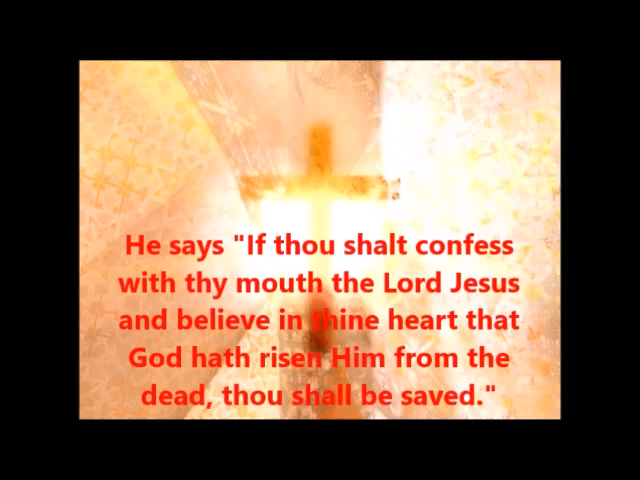 He says "If thou shalt confess
with thy mouth the Lord Jesus
and believe in thine heart that
God hath risen Him from the
dead, thou shall be saved."